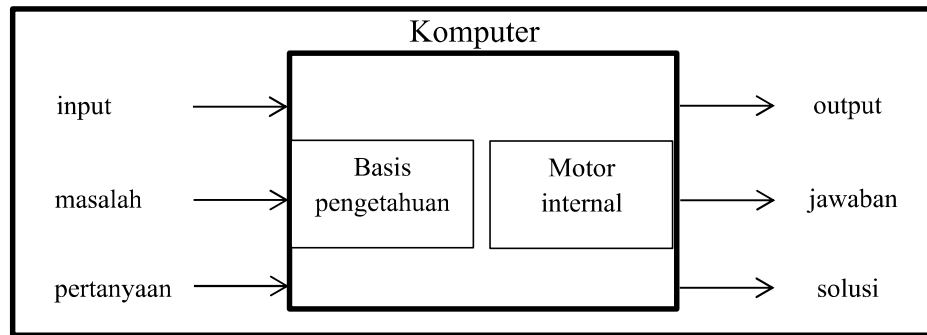 Komputer
input
output
Basis
pengetahuan
Motor
internal
masalah
jawaban
pertanyaan
solusi